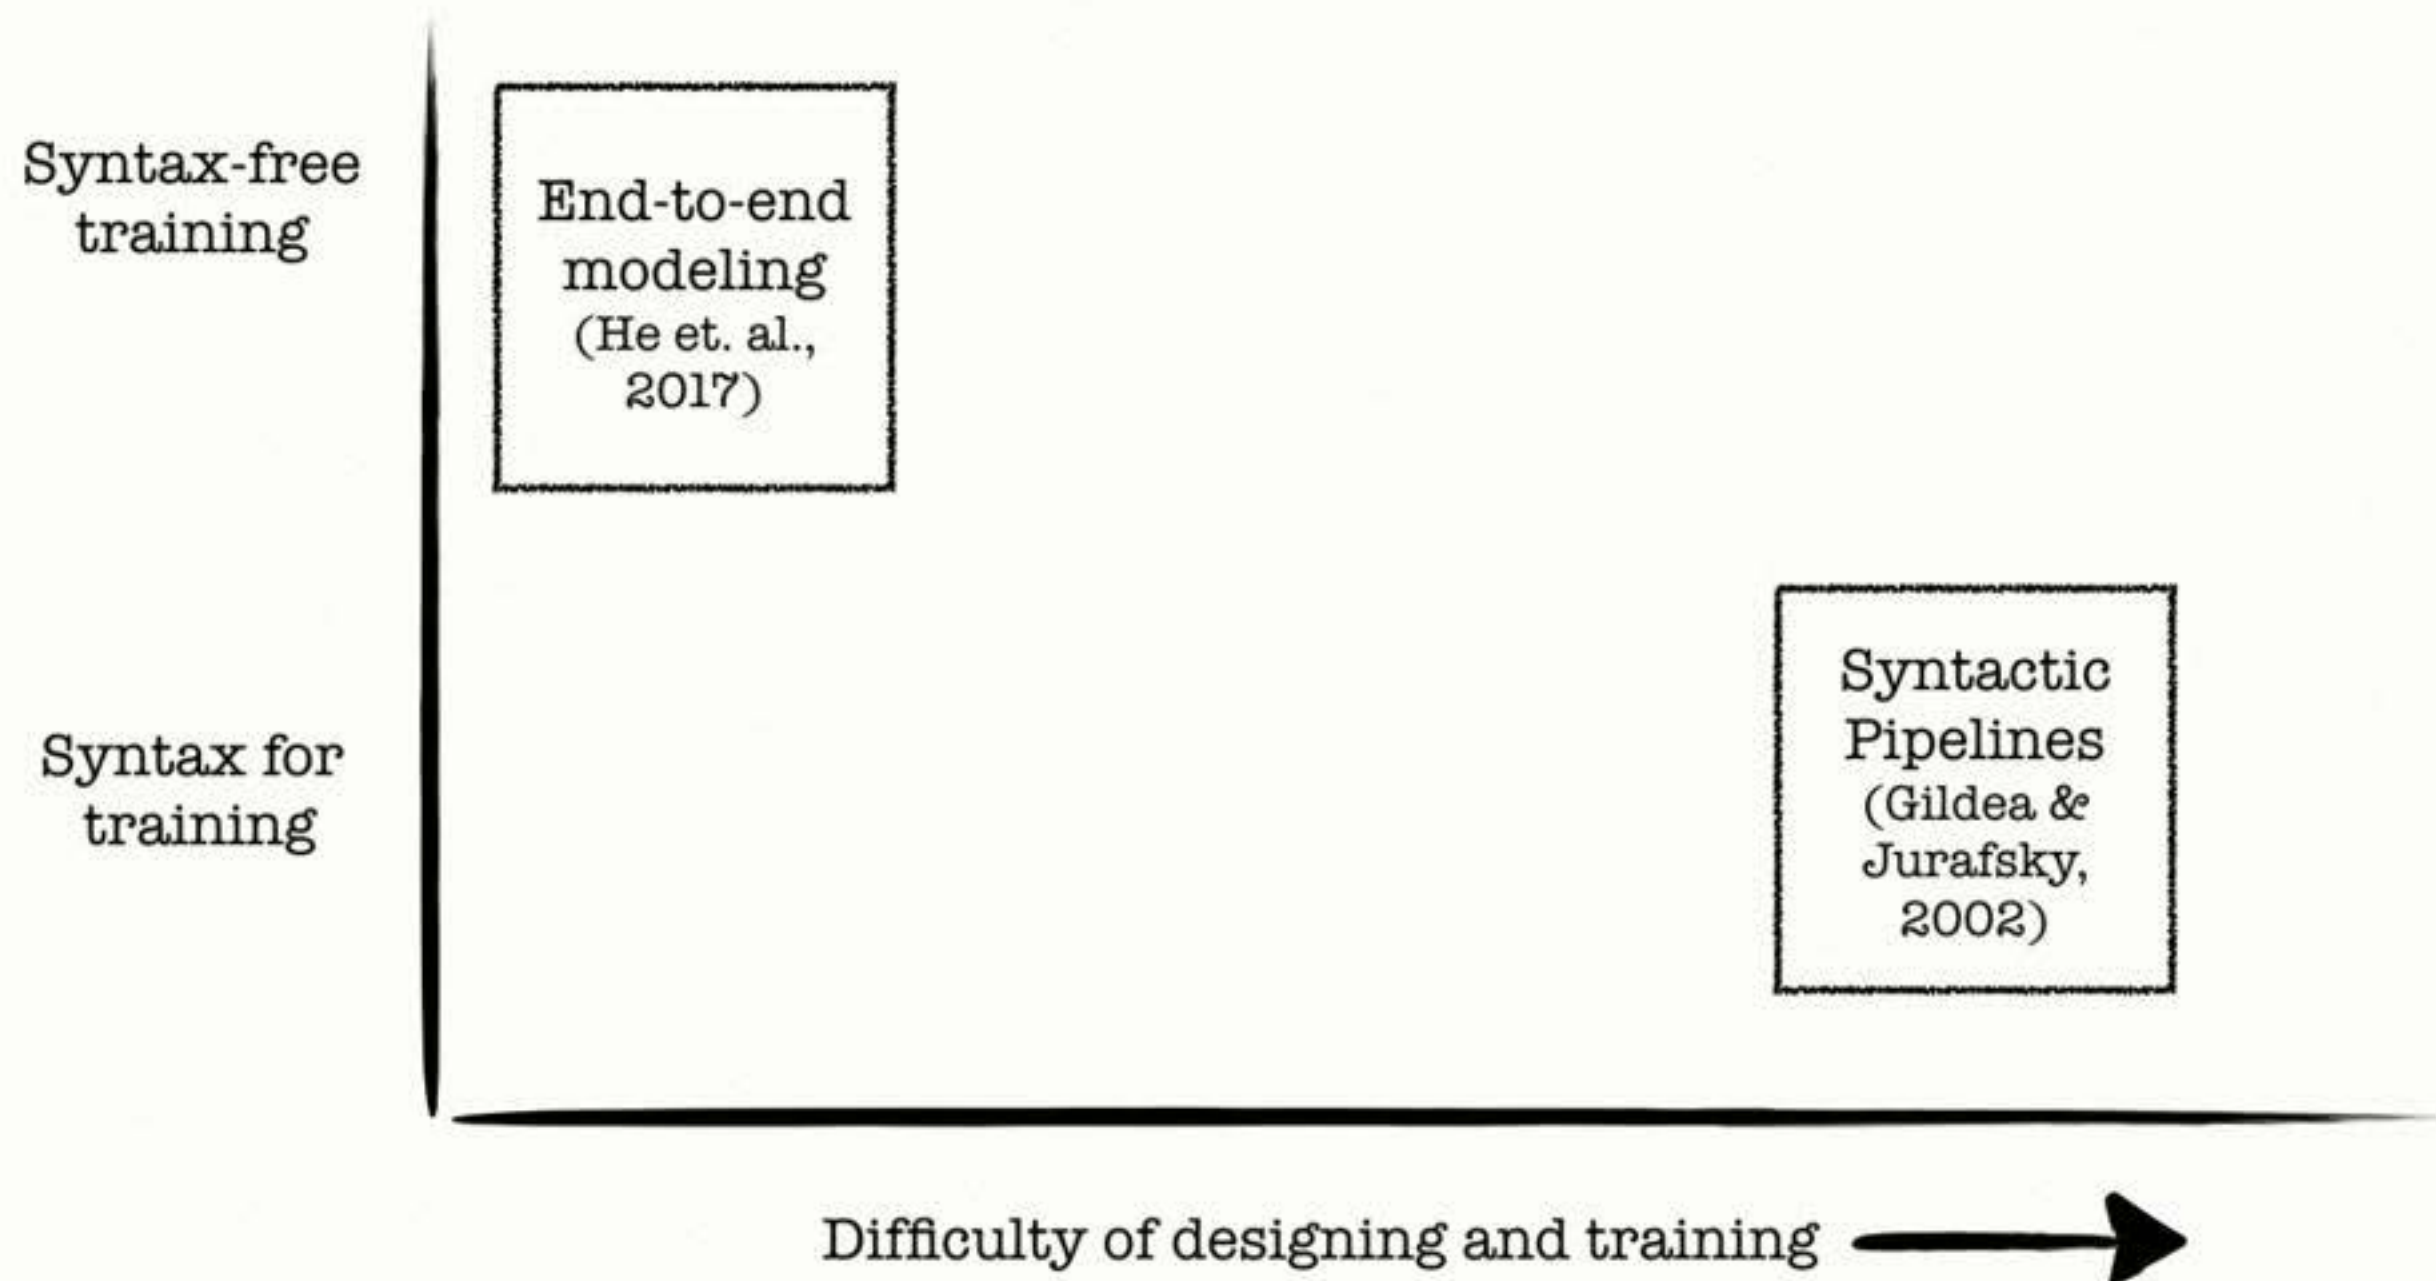 Syntax-free
training
End-to-end
modeling
(He et. al.,
2017)
Syntax for
training
Syntactic
Pipelines
(Gildea &
Jurafsky,
2002)
Difficulty of designing and training